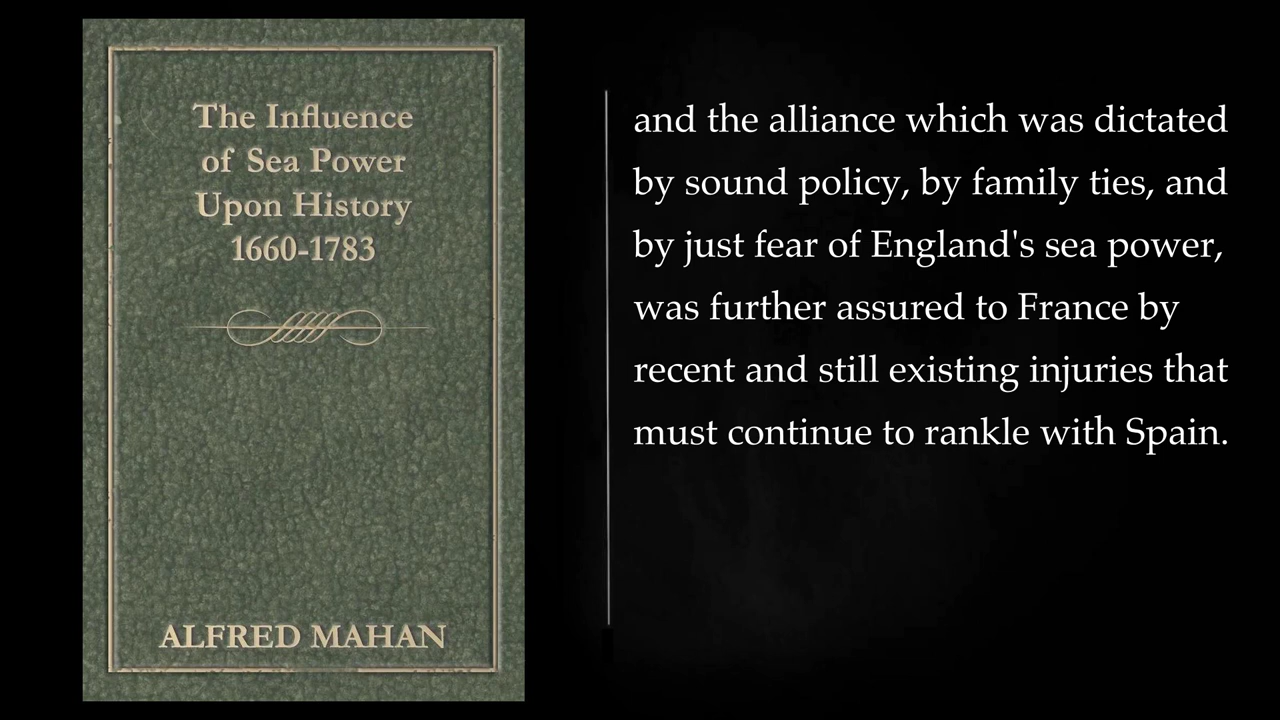 The Influence
of Sea Power
Upon History
1660-1783
ALFRED MAHAN
and the alliance which was dictated
by sound policy, by family ties, and
by just fear of England's sea power,
was further assured to France by
recent and still existing injuries that
must continue to rankle with Spain.